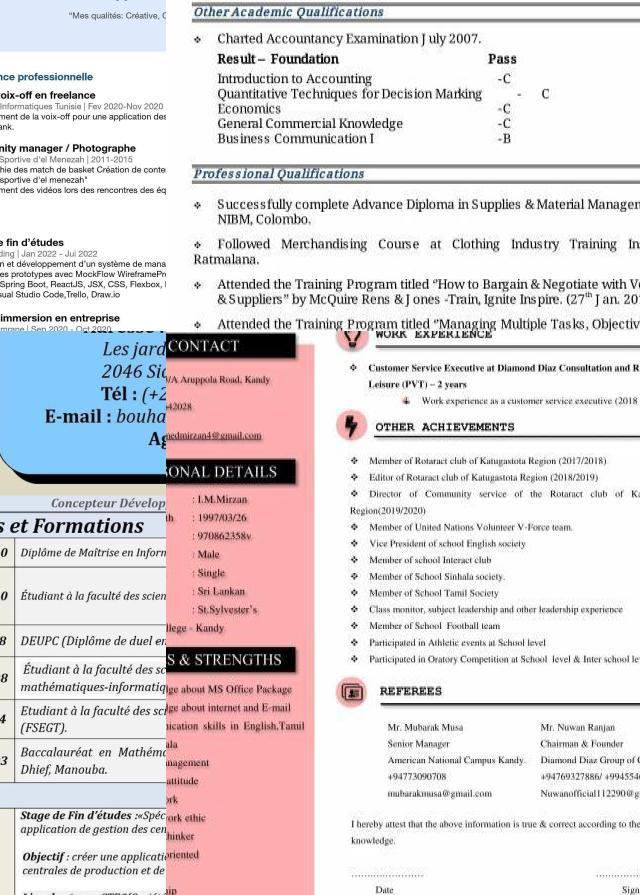 "Mes qualités: Créative, C
nce professionnelle
oix-off en freelance
Informatiques Tunisie | Fev 2020-Nov 2020
ment de la voix-off pour une application des
ank.
nity manager / Photographe
Sportive d'el Menezah | 2011-2015
hie des match de basket Création de conte
sportive d'el menezah"
ment des vidéos lors des rencontres des éq
e fin d'études
ding | Jan 2022 - Jui 2022
n et développement d'un système de mana
es prototypes avec MockFlow WireframePr
Spring Boot, ReactJS, JSX, CSS, Flexbox, 
sual Studio Code,Trello, Draw.io
immersion en entreprise
mrane | Sep 2020 - Oct 2020
Other Academic Qualifications
❖ Charted Accountancy Examination July 2007.
Result – Foundation Pass
Introduction to Accounting -C
Quantitative Techniques for Decision Marking - C
Economics -C
General Commercial Knowledge -C
Business Communication I -B
Professional Qualifications
❖ Successfully complete Advance Diploma in Supplies & Material Managem
NIBM, Colombo.
❖ Followed Merchandising Course at Clothing Industry Training Ins
Ratmalana.
❖ Attended the Training Program titled "How to Bargain & Negotiate with Ve
& Suppliers" by McQuire Rens & Jones -Train, Ignite Inspire. (27th Jan. 201
❖ Attended the Training Program titled "Managing Multiple Tasks, Objectiv
Les jard
2046 Sid
Tél : (+2
E-mail : bouha
Ag
Concepteur Dévelop
s et Formations
0 Diplôme de Maîtrise en Inform
0 Étudiant à la faculté des scien
8 DEUPC (Diplôme de duel en
98 Étudiant à la faculté des sc
mathématiques-informatiq
4 Etudiant à la faculté des sci
(FSEGT).
3 Baccalauréat en Mathéma
Dhief, Manouba.
Stage de Fin d'études :«Spéc
application de gestion des cen
Objectif : créer une applicatio
centrales de production et de
CONTACT
/A Aruppola Road, Kandy
42028
medmirzan4@gmail.com
ONAL DETAILS
: I.M.Mirzan
th : 1997/03/26
: 970862358v
: Male
: Single
: Sri Lankan
: St.Sylvester's
llege - Kandy
S & STRENGTHS
ge about MS Office Package
ge about internet and E-mail
nication skills in English,Tamil
ala
nagement
attitude
ork
ork ethic
hinker
oriented
hip
WORK EXPERIENCE
❖ Customer Service Executive at Diamond Diaz Consultation and R
Leisure (PVT) – 2 years
Work experience as a customer service executive (2018
OTHER ACHIEVEMENTS
❖ Member of Rotaract club of Katugastota Region (2017/2018)
❖ Editor of Rotaract club of Katugastota Region (2018/2019)
❖ Director of Community service of the Rotaract club of Ka
Region(2019/2020)
❖ Member of United Nations Volunteer V-Force team.
❖ Vice President of school English society
❖ Member of school Interact club
❖ Member of School Sinhala society.
❖ Member of School Tamil Society
❖ Class monitor, subject leadership and other leadership experience
❖ Member of School Football team
❖ Participated in Athletic events at School level
❖ Participated in Oratory Competition at School level & Inter school lev
REFEREES
Mr. Mubarak Musa Mr. Nuwan Ranjan
Senior Manager Chairman & Founder
American National Campus Kandy. Diamond Diaz Group of C
+94773090708 +94769327886/ +9945546
mubarakmusa@gmail.com Nuwanofficial112290@g
I hereby attest that the above information is true & correct according to the
knowledge.
Date Sign